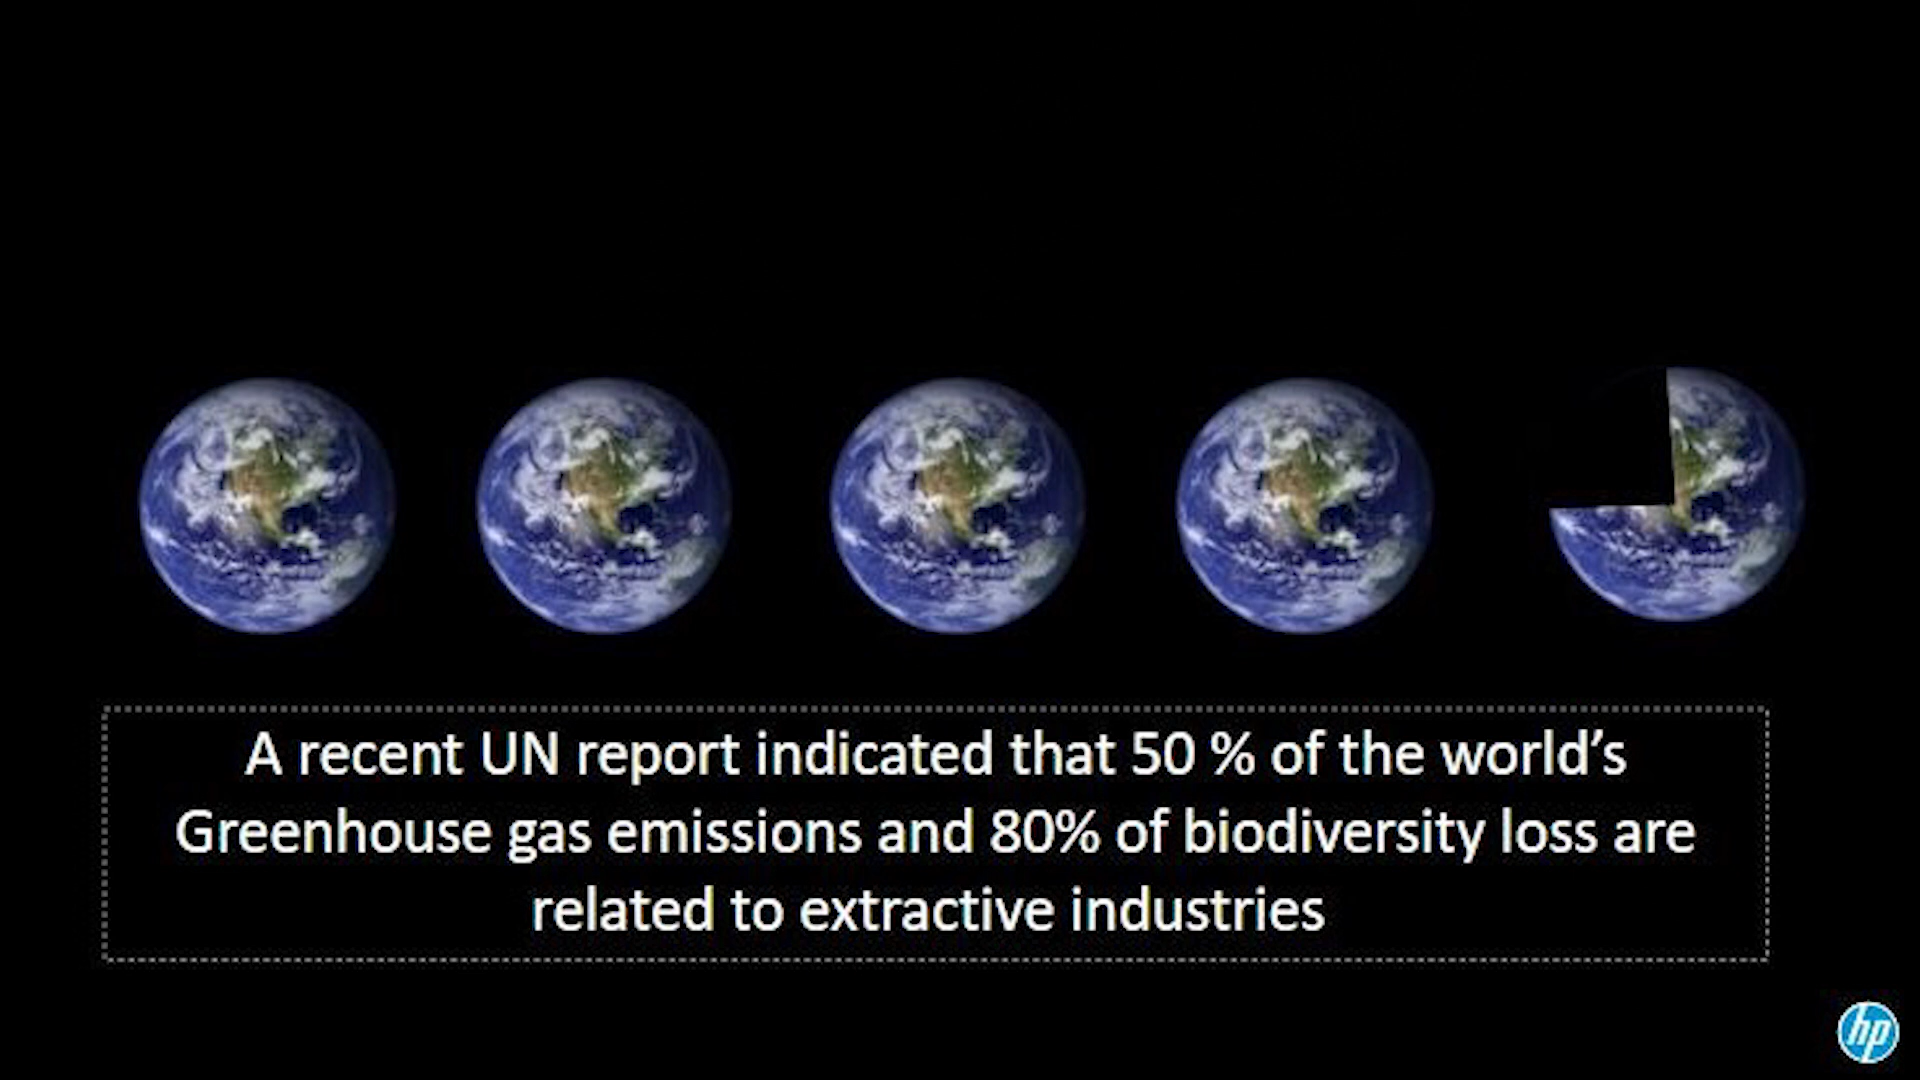 A recent UN report indicated that 50 % of the world’s
Greenhouse gas emissions and 80% of biodiversity loss are
related to extractive industries
hp